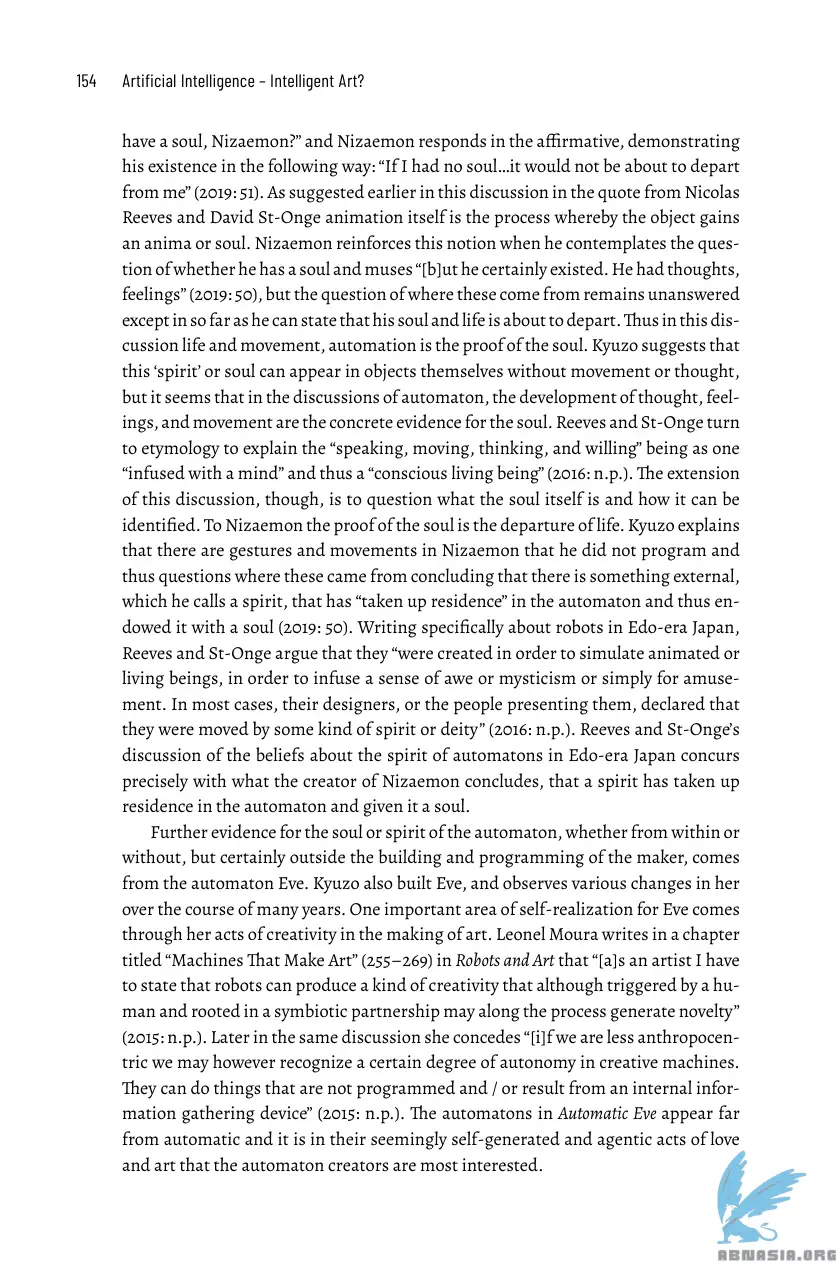 154 Artificial Intelligence – Intelligent Art?
have a soul, Nizaemon?” and Nizaemon responds in the affirmative, demonstrating
his existence in the following way: “If I had no soul…it would not be about to depart
from me” (2019: 51). As suggested earlier in this discussion in the quote from Nicolas
Reeves and David St-Onge animation itself is the process whereby the object gains
an anima or soul. Nizaemon reinforces this notion when he contemplates the ques-
tion of whether he has a soul and muses “[b]ut he certainly existed. He had thoughts,
feelings” (2019: 50), but the question of where these come from remains unanswered
except in so far as he can state that his soul and life is about to depart. Thus in this dis-
cussion life and movement, automation is the proof of the soul. Kyuzo suggests that
this ‘spirit’ or soul can appear in objects themselves without movement or thought,
but it seems that in the discussions of automaton, the development of thought, feel-
ings, and movement are the concrete evidence for the soul. Reeves and St-Onge turn
to etymology to explain the “speaking, moving, thinking, and willing” being as one
“infused with a mind” and thus a “conscious living being” (2016: n.p.). The extension
of this discussion, though, is to question what the soul itself is and how it can be
identified. To Nizaemon the proof of the soul is the departure of life. Kyuzo explains
that there are gestures and movements in Nizaemon that he did not program and
thus questions where these came from concluding that there is something external,
which he calls a spirit, that has “taken up residence” in the automaton and thus en-
dowed it with a soul (2019: 50). Writing specifically about robots in Edo-era Japan,
Reeves and St-Onge argue that they “were created in order to simulate animated or
living beings, in order to infuse a sense of awe or mysticism or simply for amuse-
ment. In most cases, their designers, or the people presenting them, declared that
they were moved by some kind of spirit or deity” (2016: n.p.). Reeves and St-Onge’s
discussion of the beliefs about the spirit of automatons in Edo-era Japan concurs
precisely with what the creator of Nizaemon concludes, that a spirit has taken up
residence in the automaton and given it a soul.
Further evidence for the soul or spirit of the automaton, whether from within or
without, but certainly outside the building and programming of the maker, comes
from the automaton Eve. Kyuzo also built Eve, and observes various changes in her
over the course of many years. One important area of self-realization for Eve comes
through her acts of creativity in the making of art. Leonel Moura writes in a chapter
titled “Machines That Make Art” (255–269) in Robots and Art that “[a]s an artist I have
to state that robots can produce a kind of creativity that although triggered by a hu-
man and rooted in a symbiotic partnership may along the process generate novelty”
(2015: n.p.). Later in the same discussion she concedes “[i]f we are less anthropocen-
tric we may however recognize a certain degree of autonomy in creative machines.
They can do things that are not programmed and / or result from an internal infor-
mation gathering device” (2015: n.p.). The automatons in Automatic Eve appear far
from automatic and it is in their seemingly self-generated and agentic acts of love
and art that the automaton creators are most interested.
ABNASIA.ORG